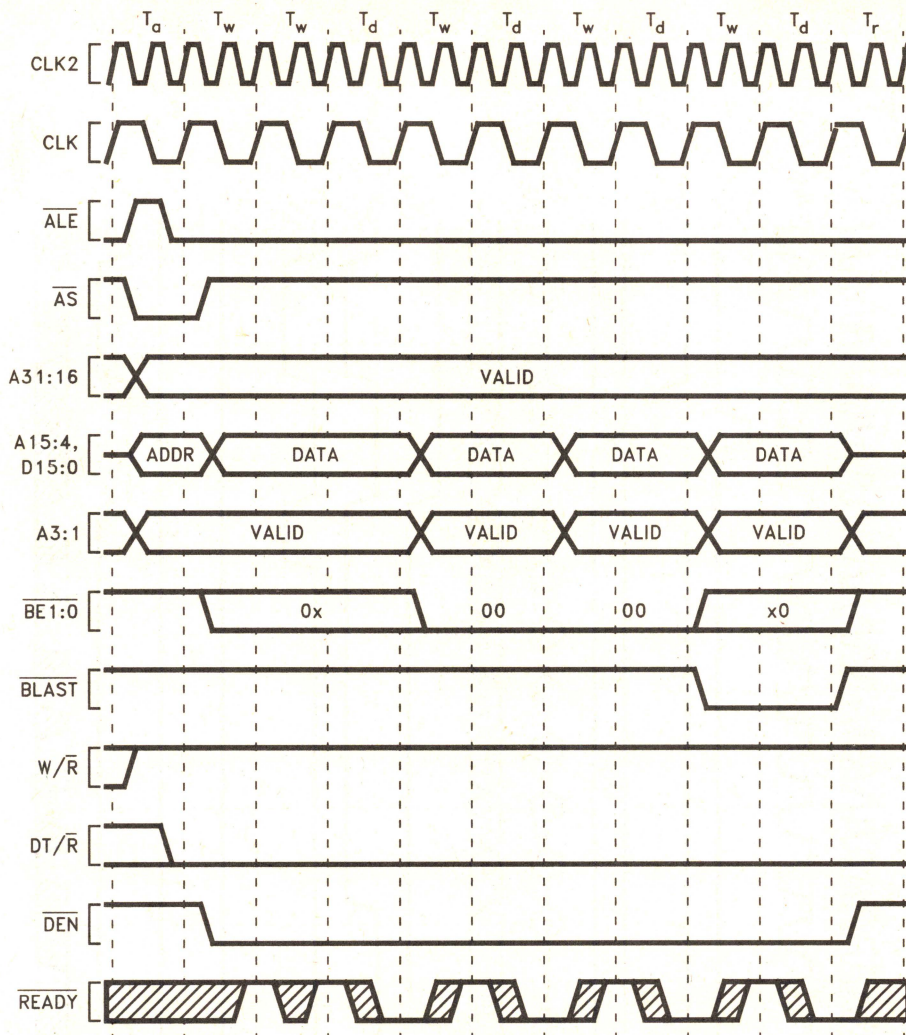 Ta Tw Tw Td Tw Td Tw Td Tw Td Tr
CLK2
CLK
ALE
AS
A31:16 VALID
A15:4, D15:0 ADDR DATA DATA DATA DATA
A3:1 VALID VALID VALID VALID
BE1:0 0x 00 00 x0
BLAST
W/R
DT/R
DEN
READY